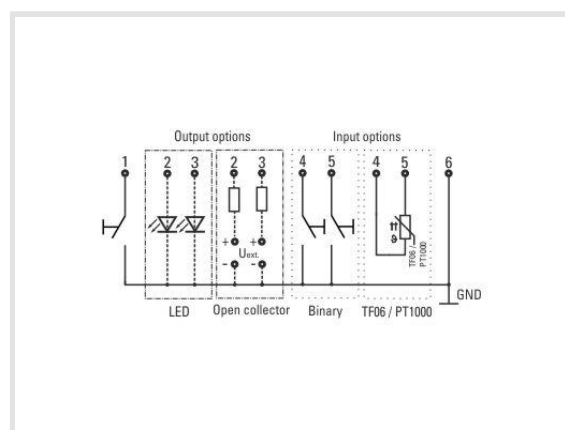 Output options Input options
1 2 3 2 3 4 5 4 5 6
+ +
U ext.
- -
ϑ
TF06 /
PT1000
GND
LED Open collector Binary TF06 / PT1000